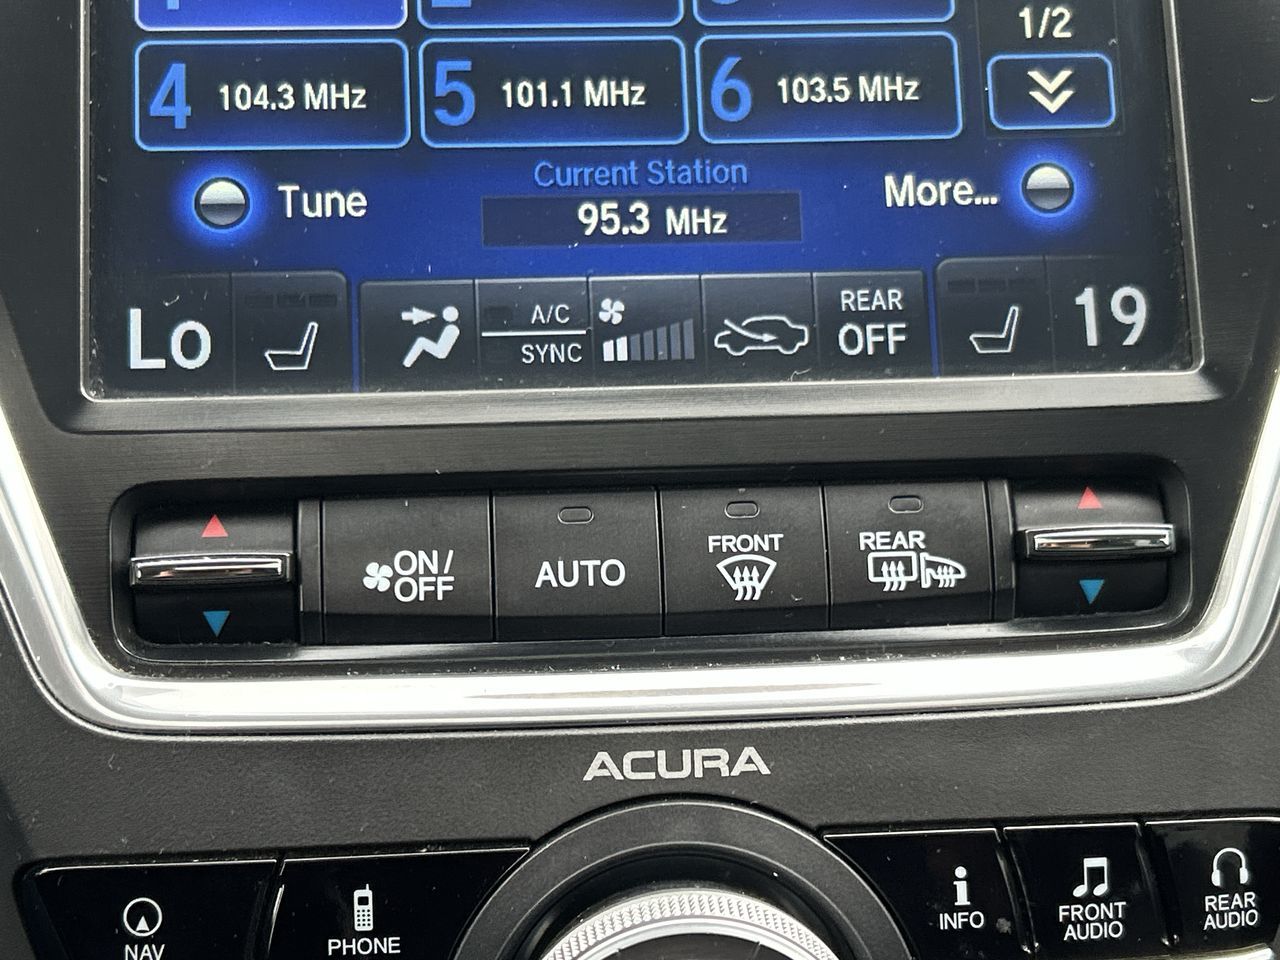 1/2
4 104.3 MHz
5 101.1 MHz
6 103.5 MHz
Tune
Current Station
95.3 MHz
More...
Lo
A/C
SYNC
REAR
OFF
19
ON/
OFF
AUTO
FRONT
REAR
ACURA
NAV
PHONE
INFO
FRONT
AUDIO
REAR
AUDIO